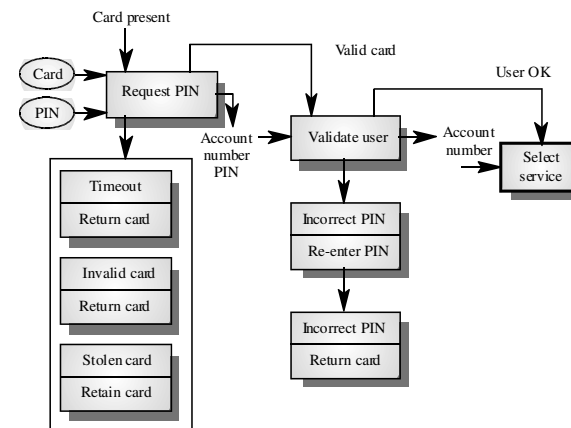 Card present
Valid card
User OK
Card
Request PIN
PIN
Account
number
PIN
Validate user
Account
number
Select
service
Timeout
Return card
Invalid card
Return card
Stolen card
Retain card
Incorrect PIN
Re-enter PIN
Incorrect PIN
Return card